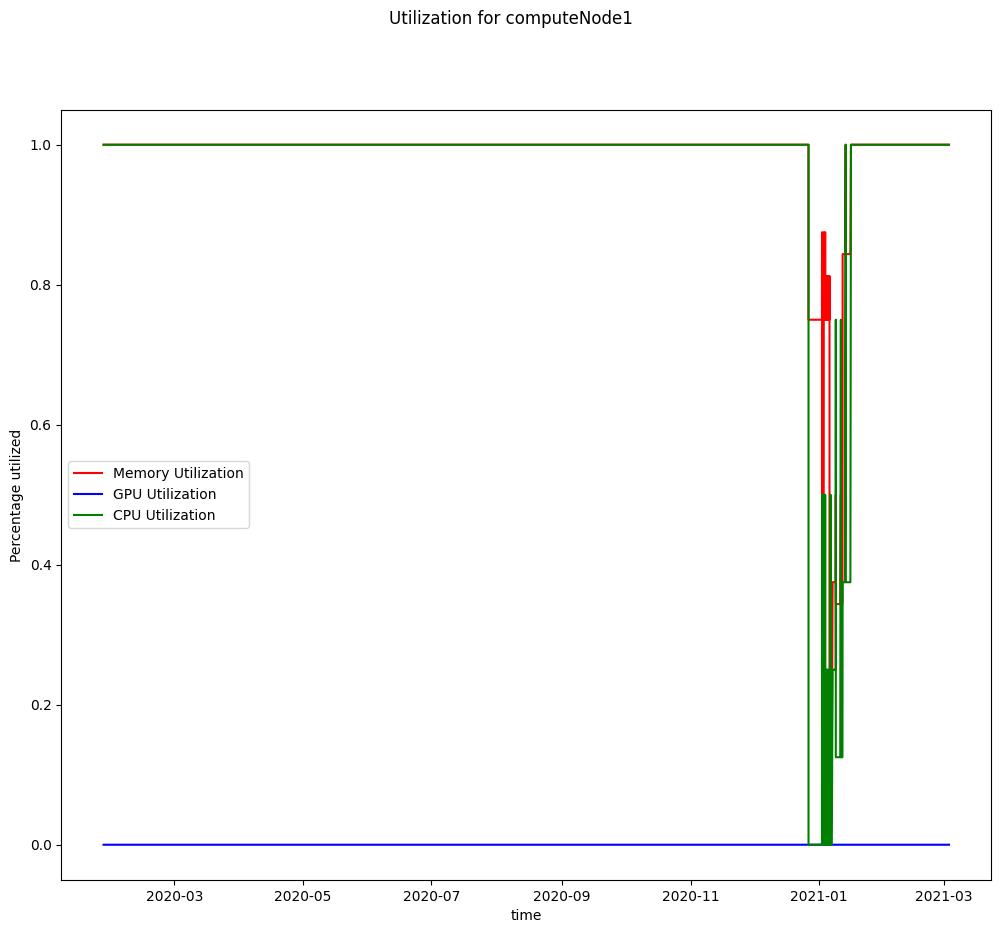 Utilization for computeNode1
1.0
0.8
0.6
0.4
0.2
0.0
Percentage utilized
Memory Utilization
GPU Utilization
CPU Utilization
2020-03 2020-05 2020-07 2020-09 2020-11 2021-01 2021-03
time